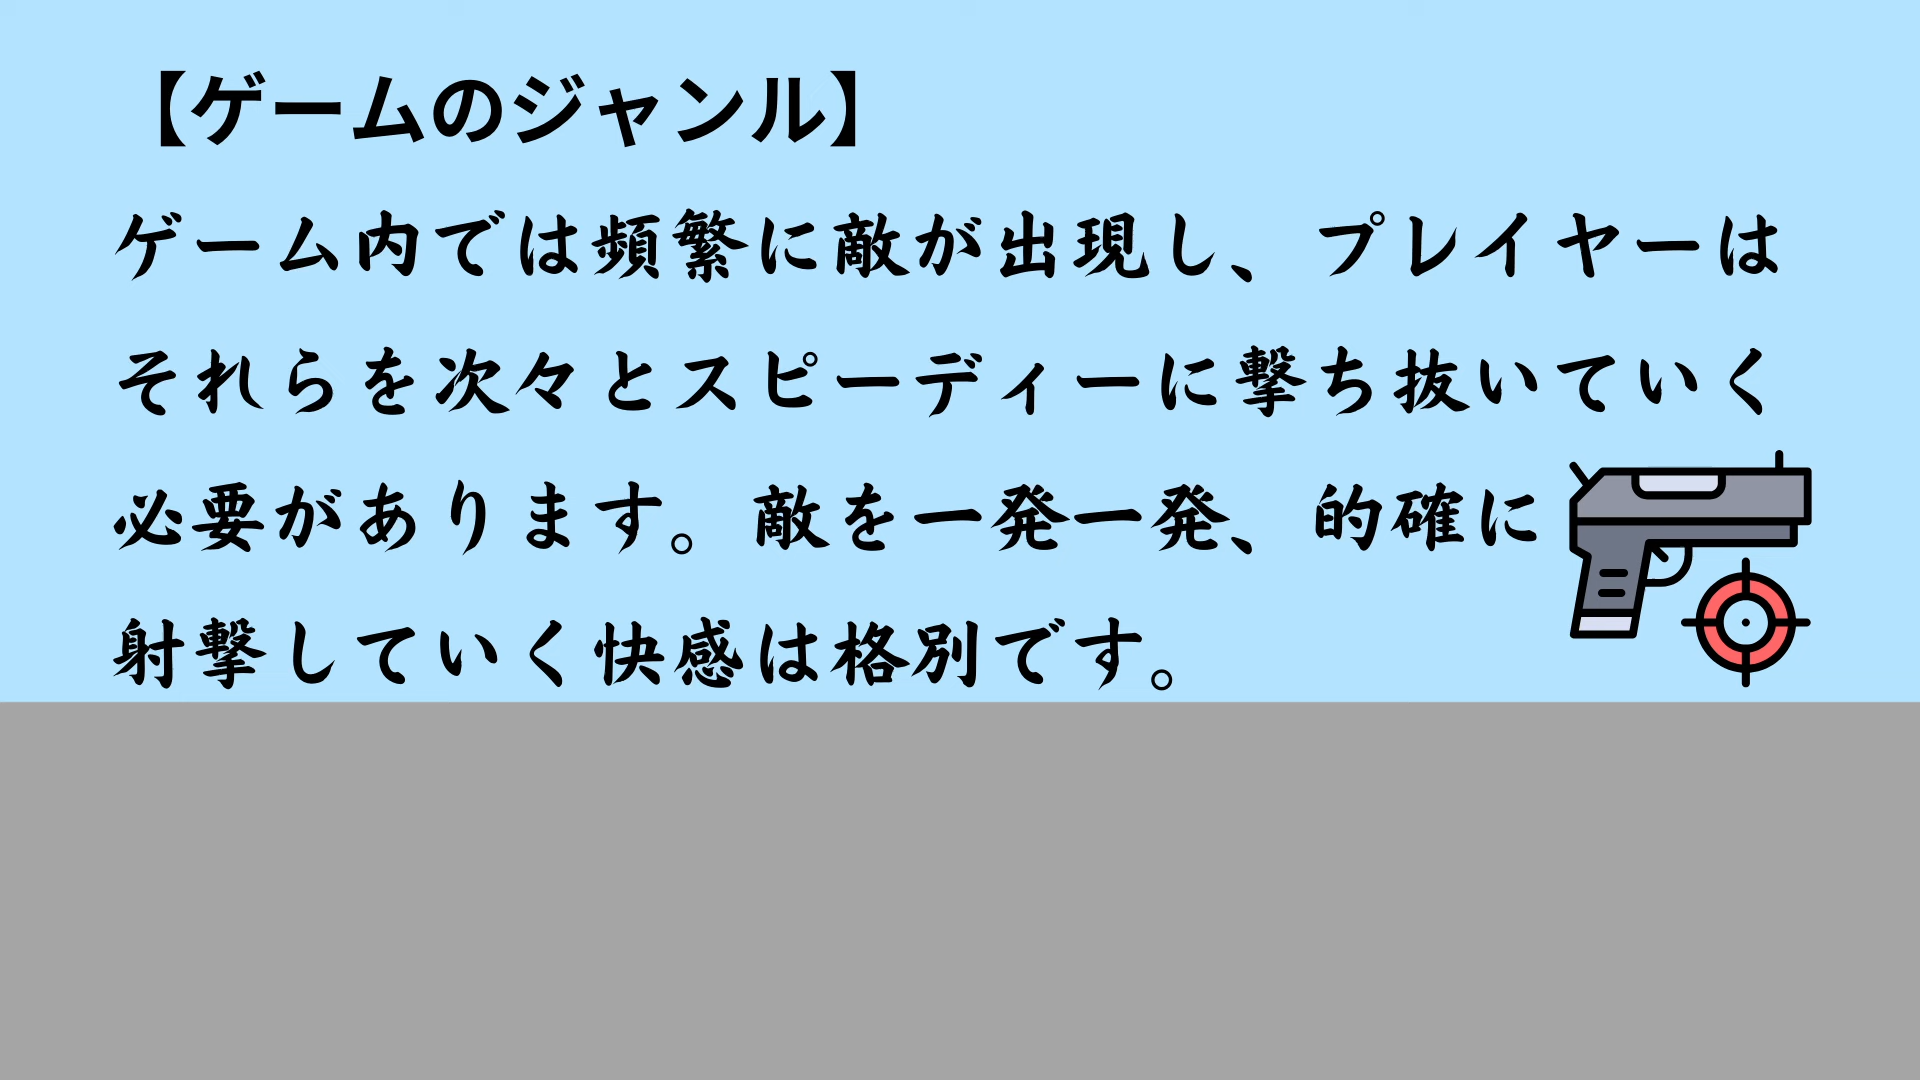 【ゲームのジャンル】
ゲーム内では頻繁に敵が出現し、プレイヤーは
それらを次々とスピーディーに撃ち抜いていく
必要があります。敵を一発一発、的確に
射撃していく快感は格別です。